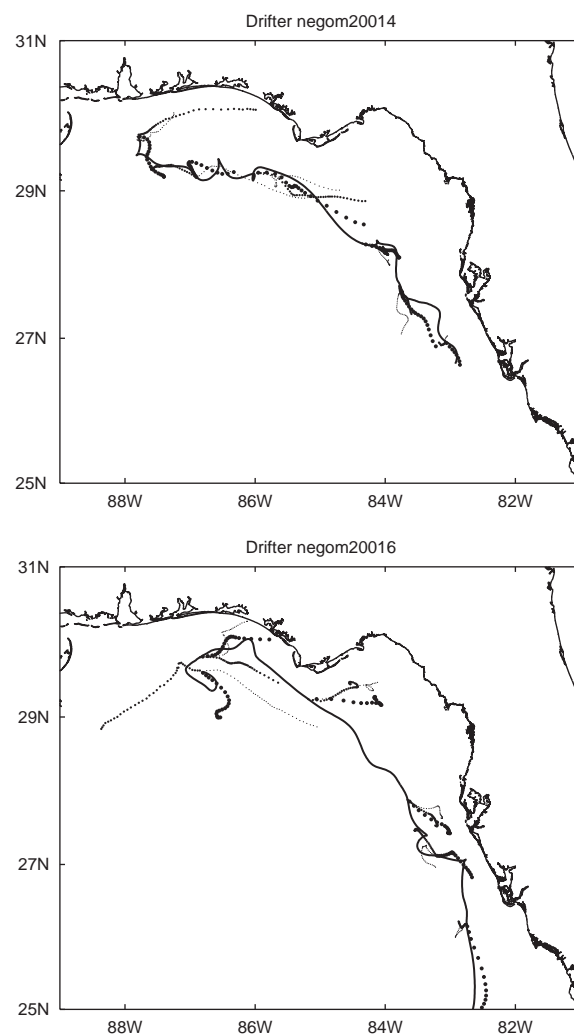 Drifter negom20014
31N
29N
27N
25N
88W 86W 84W 82W
Drifter negom20016
31N
29N
27N
25N
88W 86W 84W 82W